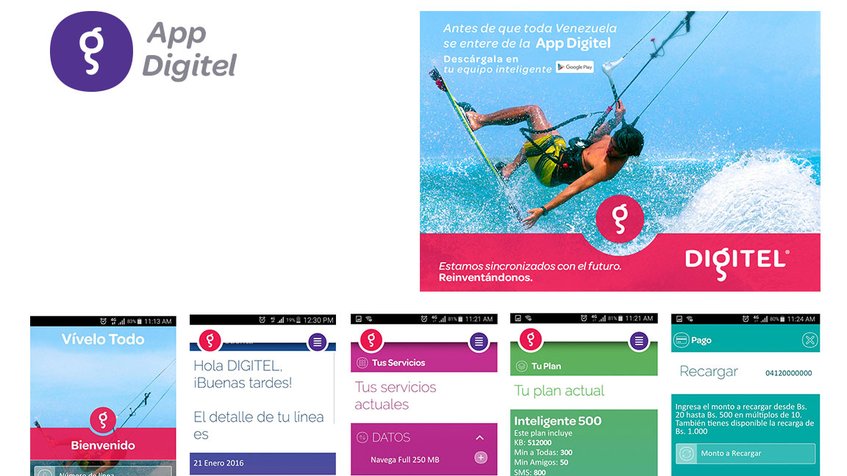 App
Digitel
Antes de que toda Venezuela
se entere de la App Digitel
Descárgala en
tu equipo inteligente Google Play
DIGITEL®
Estamos sincronizados con el futuro.
Reinventándonos.
83% 11:13 AM
Vívelo Todo
Bienvenido
Número de línea
19% 12:30 PM
Hola DIGITEL,
¡Buenas tardes!
El detalle de tu línea
es
21 Enero 2016
81% 11:21 AM
Tus Servicios
Tus servicios
actuales
DATOS
Navega Full 250 MB
81% 11:21 AM
Tu Plan
Tu plan actual
Inteligente 500
Este plan incluye
KB: 512000
Min a Todas: 300
Min Amigos: 50
SMS: 800
80% 11:24 AM
Pago
Recargar 04120000000
Ingresa el monto a recargar desde Bs.
20 hasta Bs. 500 en múltiplos de 10.
También tienes disponible la recarga de
Bs. 1.000
Monto a Recargar